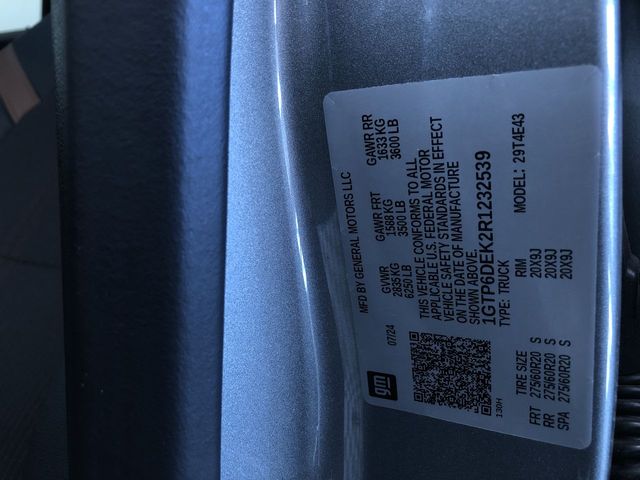 gm
MFD BY GENERAL MOTORS LLC
07/24
GVWR GAWR FRT GAWR RR
2835 KG 1588 KG 1633 KG
6250 LB 3500 LB 3600 LB
THIS VEHICLE CONFORMS TO ALL
APPLICABLE U.S. FEDERAL MOTOR
VEHICLE SAFETY STANDARDS IN EFFECT
ON THE DATE OF MANUFACTURE
SHOWN ABOVE.
1GTP6DEK2R1232539
TYPE: TRUCK MODEL: 29T4E43
130H
TIRE SIZE RIM
FRT 275/60R20 S 20X9J
RR 275/60R20 S 20X9J
SPA 275/60R20 S 20X9J